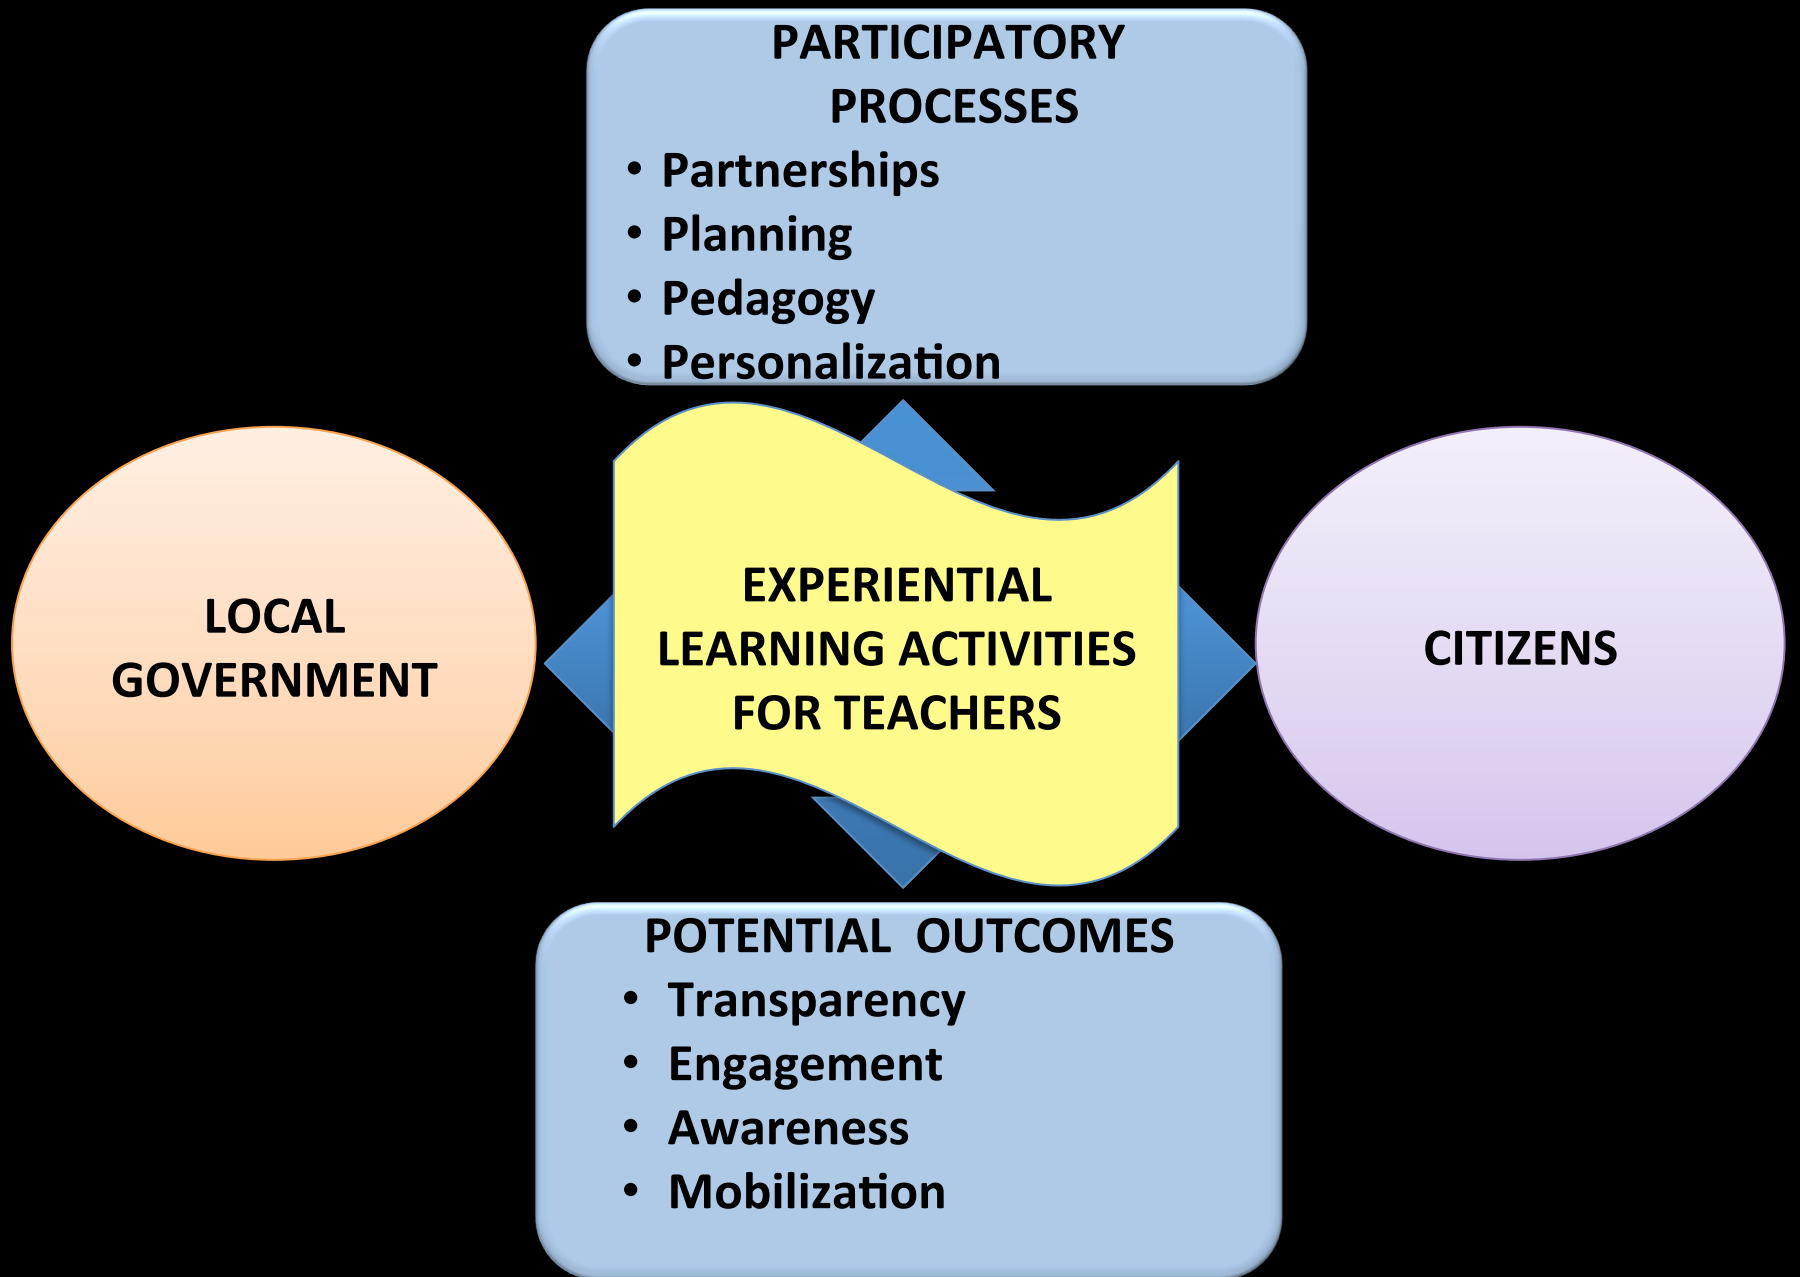 PARTICIPATORY
PROCESSES
• Partnerships
• Planning
• Pedagogy
• Personalization
LOCAL
GOVERNMENT
EXPERIENTIAL
LEARNING ACTIVITIES
FOR TEACHERS
CITIZENS
POTENTIAL  OUTCOMES
• Transparency
• Engagement
• Awareness
• Mobilization